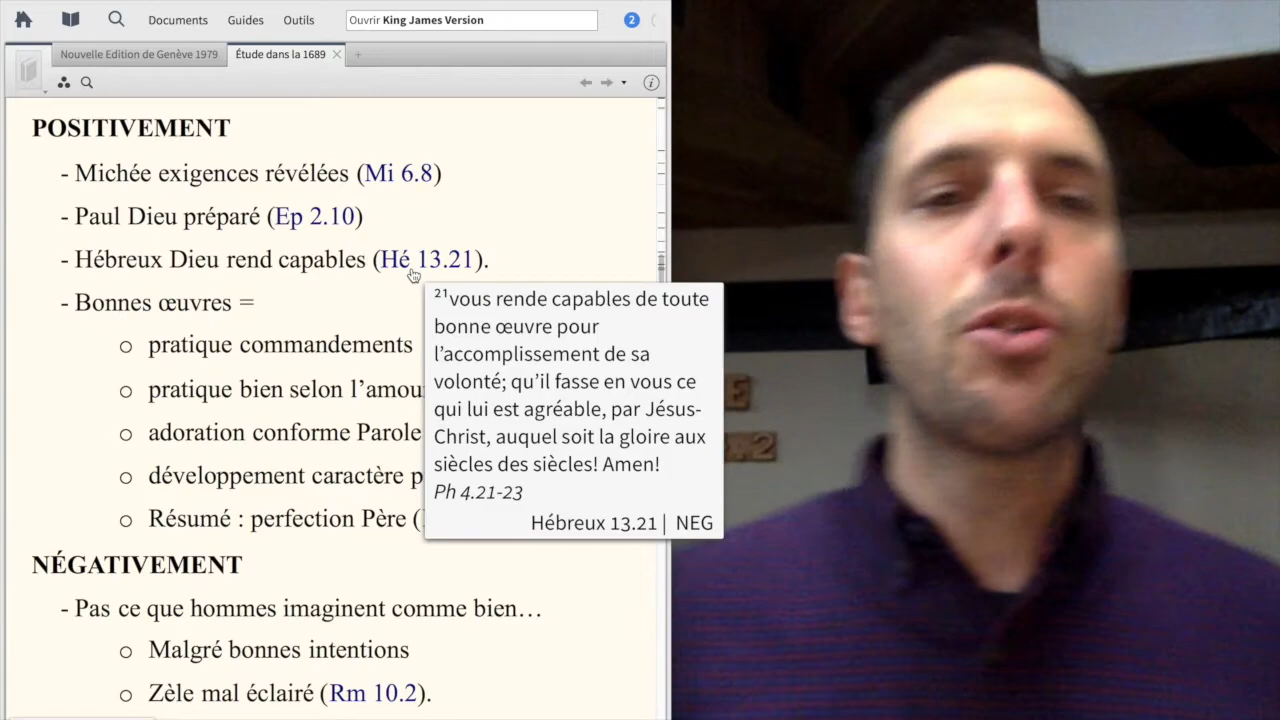 Documents Guides Outils Ouvrir King James Version 2
Nouvelle Edition de Genève 1979 Étude dans la 1689
POSITIVEMENT
- Michée exigences révélées (Mi 6.8)
- Paul Dieu préparé (Ep 2.10)
- Hébreux Dieu rend capables (Hé 13.21).
- Bonnes œuvres =
o pratique commandements
o pratique bien selon l'amou
o adoration conforme Parole
o développement caractère p
o Résumé : perfection Père (
21vous rende capables de toute
bonne œuvre pour
l'accomplissement de sa
volonté; qu'il fasse en vous ce
qui lui est agréable, par Jésus-
Christ, auquel soit la gloire aux
siècles des siècles! Amen!
Ph 4.21-23
Hébreux 13.21 | NEG
NÉGATIVEMENT
- Pas ce que hommes imaginent comme bien…
o Malgré bonnes intentions
o Zèle mal éclairé (Rm 10.2).